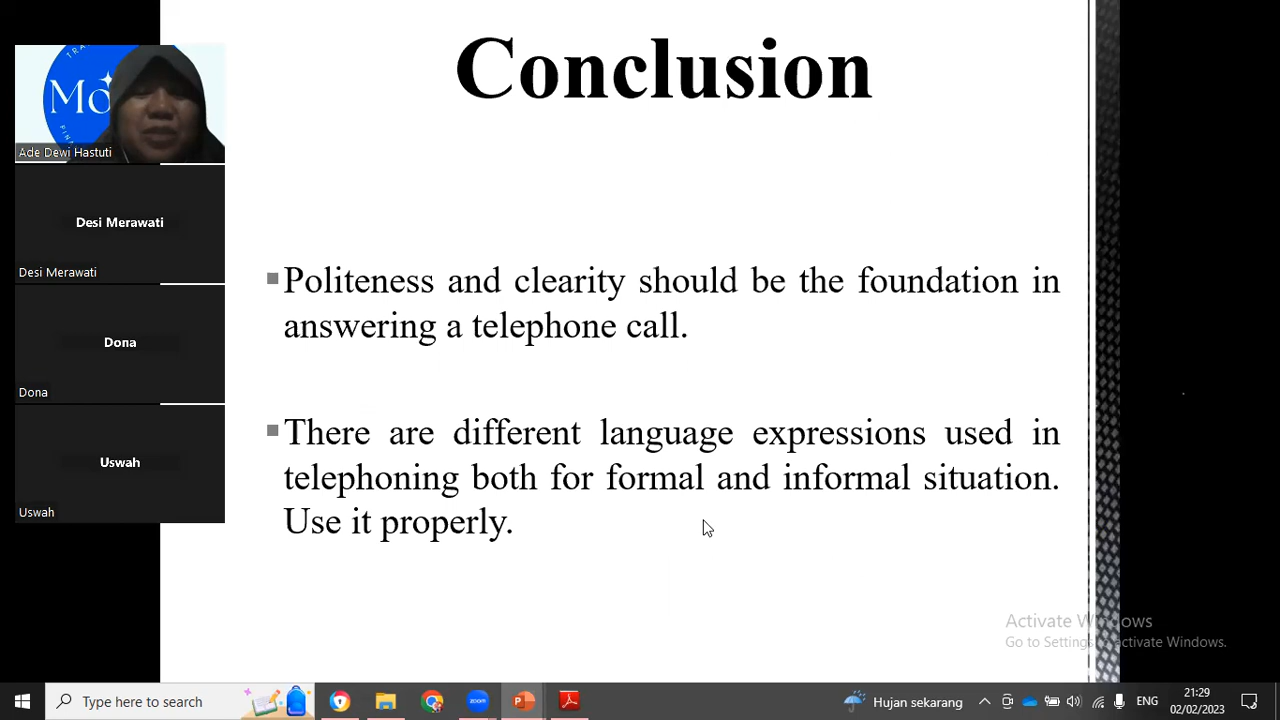 Conclusion
Politeness and clearity should be the foundation in
answering a telephone call.
There are different language expressions used in
telephoning both for formal and informal situation.
Use it properly.
Ade Dewi Hastuti
Desi Merawati
Desi Merawati
Dona
Dona
Uswah
Uswah
Activate Windows
Go to Settings to activate Windows.
Type here to search
zoom
Hujan sekarang
ENG
21:29
02/02/2023